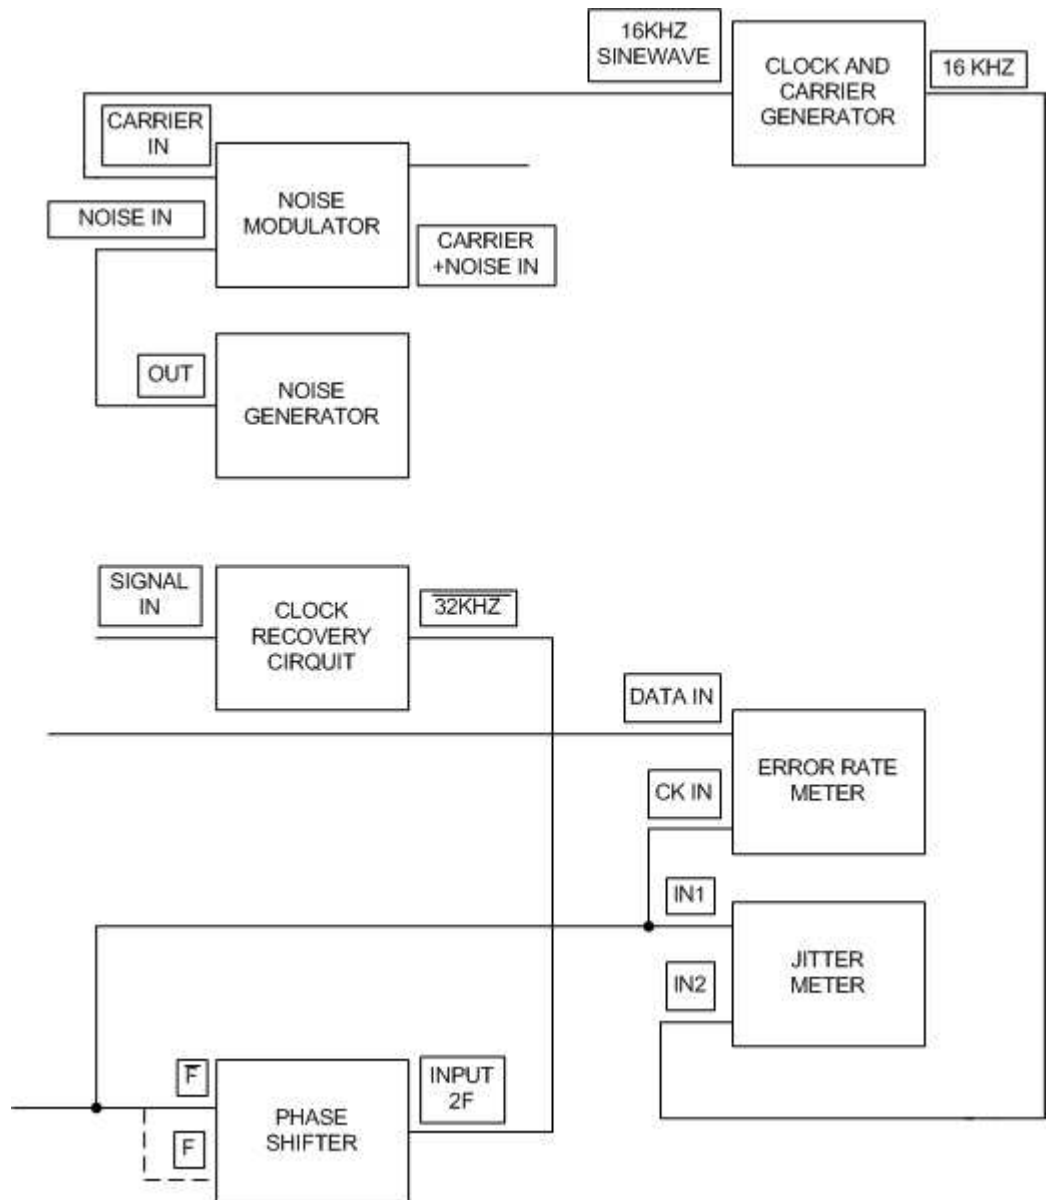 16KHZ
SINEWAVE
CLOCK AND
CARRIER
GENERATOR
16 KHZ
CARRIER
IN
NOISE IN
NOISE
MODULATOR
CARRIER
+NOISE IN
OUT
NOISE
GENERATOR
SIGNAL
IN
CLOCK
RECOVERY
CIRQUIT
3̅2̅K̅H̅Z̅
DATA IN
CK IN
ERROR RATE
METER
IN1
IN2
JITTER
METER
F̅
F
PHASE
SHIFTER
INPUT
2F